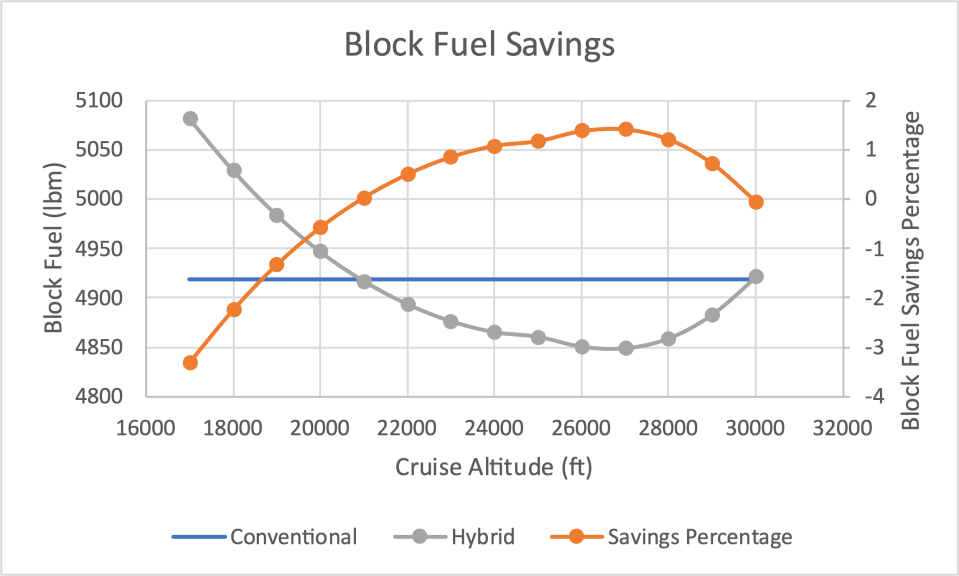 Block Fuel Savings
5100
5050
5000
4950
4900
4850
4800
Block Fuel (lbm)
2
1
0
-1
-2
-3
-4
Block Fuel Savings Percentage
16000 18000 20000 22000 24000 26000 28000 30000 32000
Cruise Altitude (ft)
Conventional Hybrid Savings Percentage